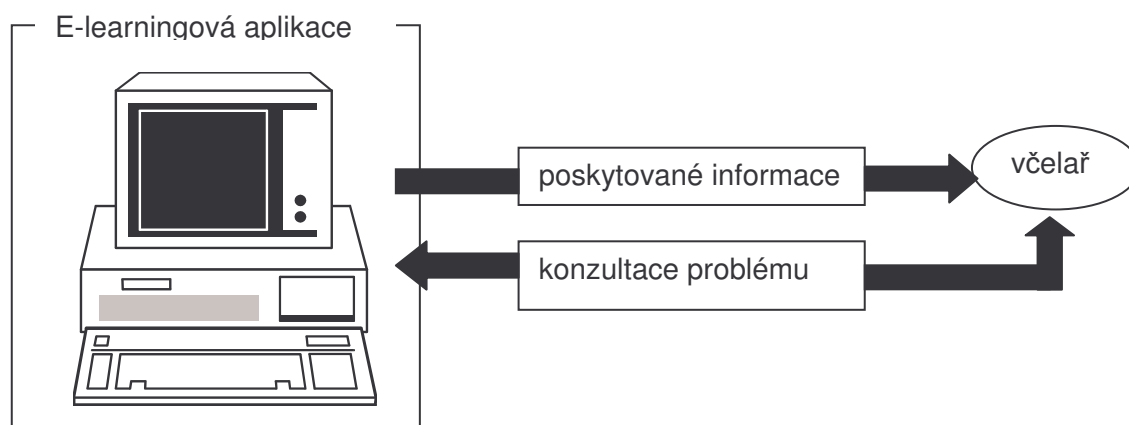 E-learningová aplikace
poskytované informace
včelař
konzultace problému